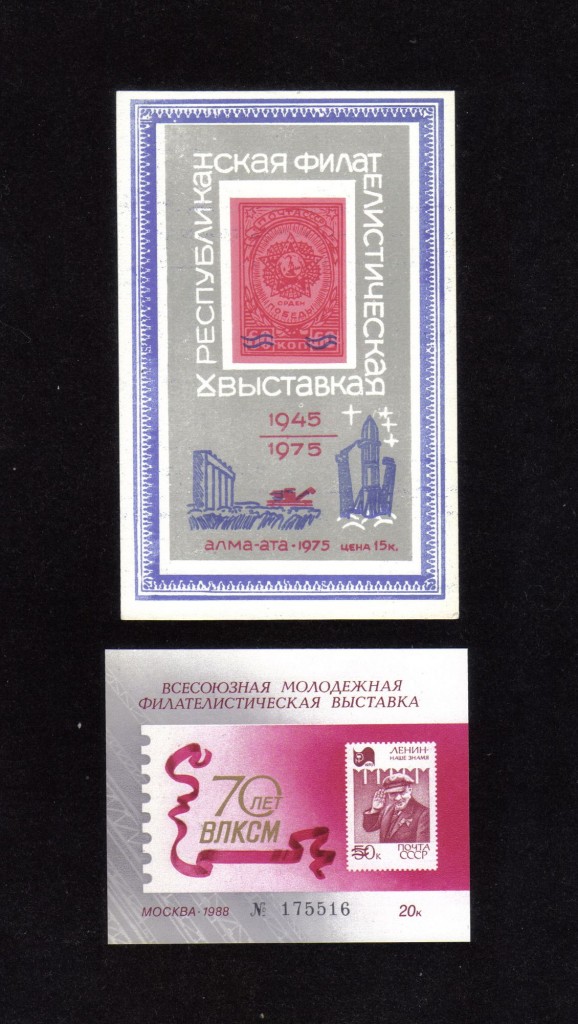 IX РЕСПУБЛИКАНСКАЯ ФИЛАТЕЛИСТИЧЕСКАЯ
ВЫСТАВКА
ПОЧТА СССР
ОРДЕН
ПОБЕДЫ
КОП
1945
1975
АЛМА-АТА · 1975 ЦЕНА 15к.
ВСЕСОЮЗНАЯ МОЛОДЕЖНАЯ
ФИЛАТЕЛИСТИЧЕСКАЯ ВЫСТАВКА
70 ЛЕТ
ВЛКСМ
ЛЕНИН-
НАШЕ ЗНАМЯ
50к ПОЧТА
СССР
МОСКВА · 1988 № 175516 20к